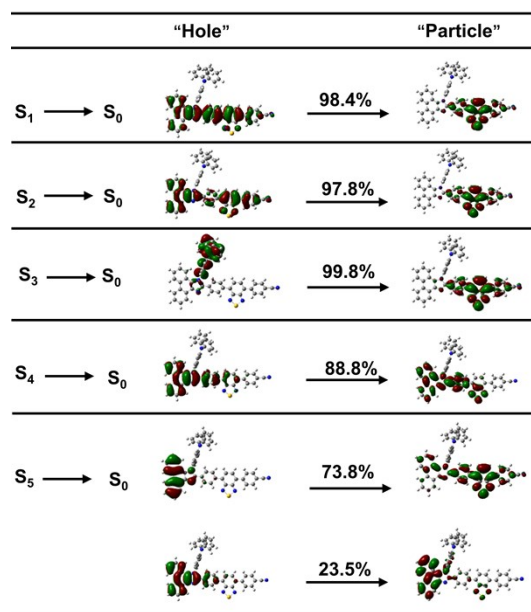 “Hole” “Particle”
S₁ S₀ 98.4%
S₂ S₀ 97.8%
S₃ S₀ 99.8%
S₄ S₀ 88.8%
S₅ S₀ 73.8%
23.5%